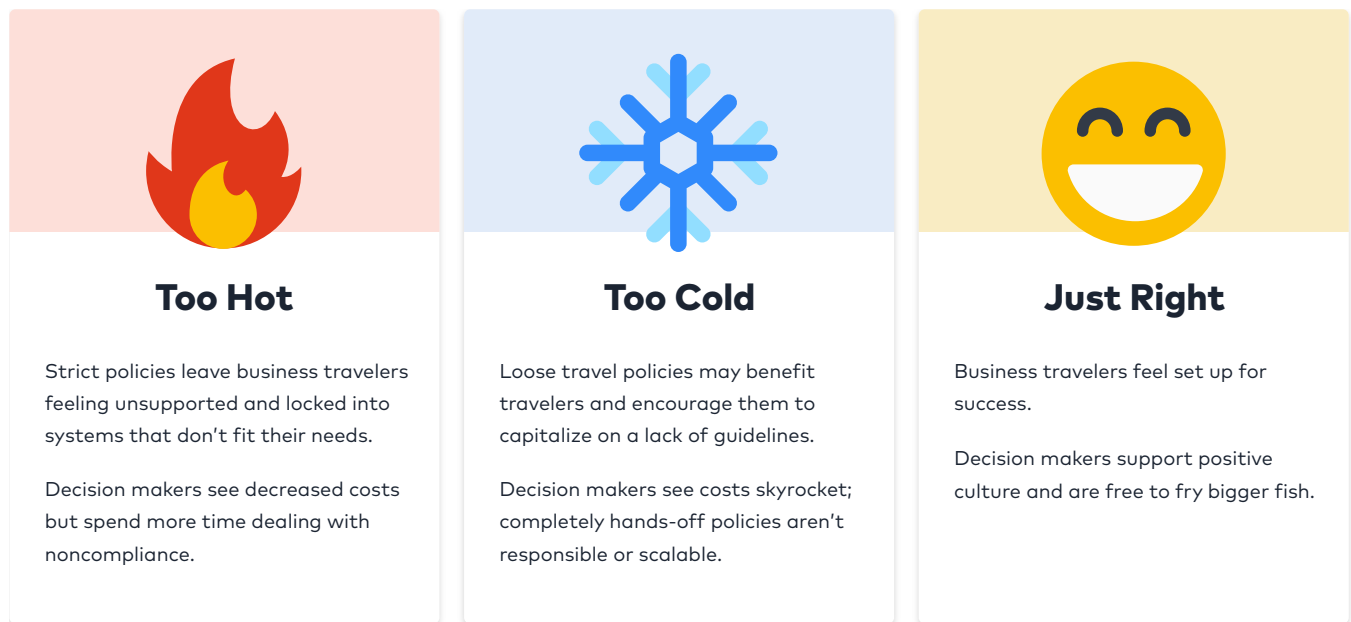 Too Hot
Strict policies leave business travelers
feeling unsupported and locked into
systems that don’t fit their needs.
Decision makers see decreased costs
but spend more time dealing with
noncompliance.
Too Cold
Loose travel policies may benefit
travelers and encourage them to
capitalize on a lack of guidelines.
Decision makers see costs skyrocket;
completely hands-off policies aren’t
responsible or scalable.
Just Right
Business travelers feel set up for
success.
Decision makers support positive
culture and are free to fry bigger fish.